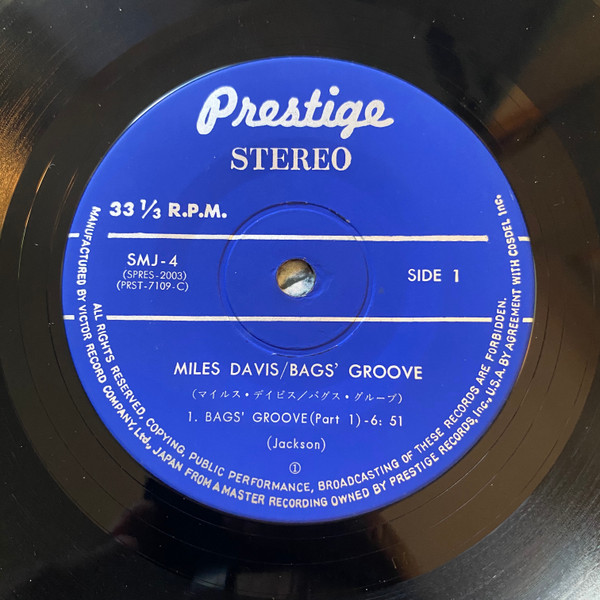 Prestige
STEREO
33 1/3 R.P.M.
SMJ-4
(SPRES-2003)
(PRST-7109-C)
SIDE 1
MILES DAVIS/BAGS' GROOVE
(マイルス・デイビス/バグス・グルーブ)
1. BAGS' GROOVE(Part 1)-6: 51
(Jackson)
①
MANUFACTURED BY VICTOR RECORD COMPANY, Ltd, JAPAN FROM A MASTER RECORDING OWNED BY PRESTIGE RECORDS, Inc., U.S.A. BY AGREEMENT WITH COSDEL Inc.
ALL RIGHTS RESERVED, COPYING, PUBLIC PERFORMANCE, BROADCASTING OF THESE RECORDS ARE FORBIDDEN.